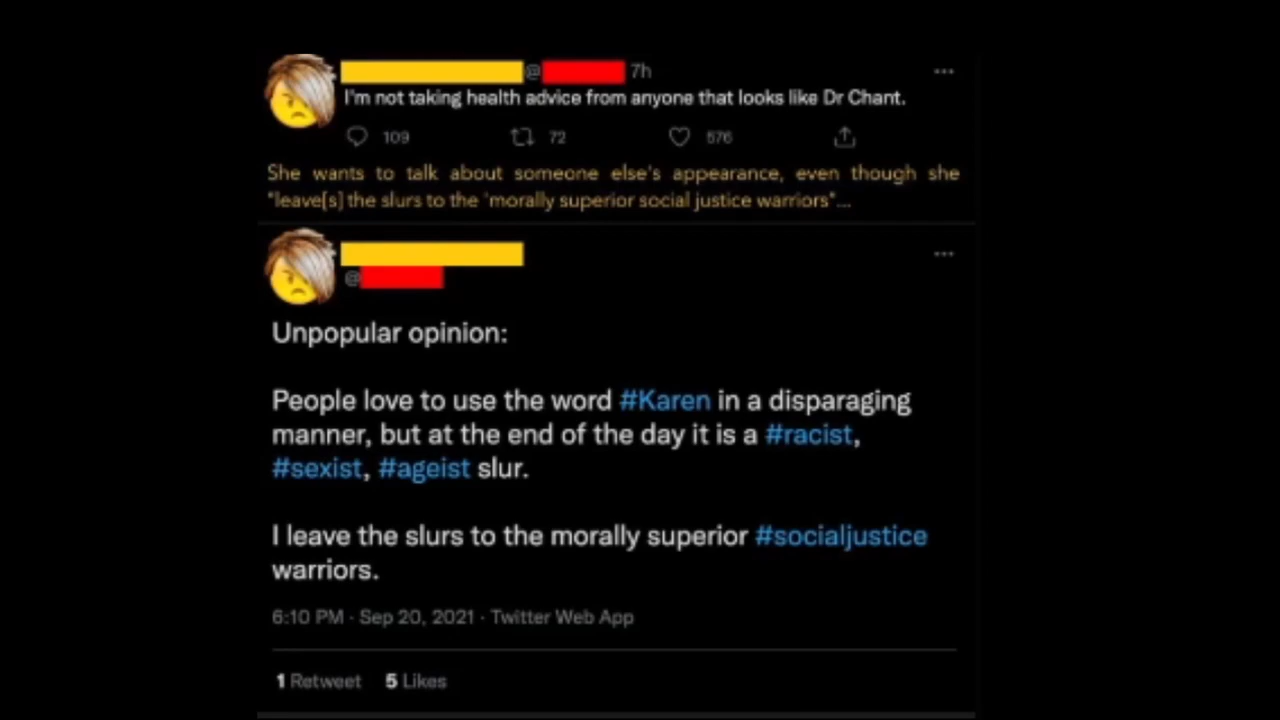 @ 7h
I'm not taking health advice from anyone that looks like Dr Chant.
109 72 576
She wants to talk about someone else's appearance, even though she
"leave[s] the slurs to the 'morally superior social justice warriors"...
@
Unpopular opinion:
People love to use the word #Karen in a disparaging
manner, but at the end of the day it is a #racist,
#sexist, #ageist slur.
I leave the slurs to the morally superior #socialjustice
warriors.
6:10 PM · Sep 20, 2021 · Twitter Web App
1 Retweet 5 Likes